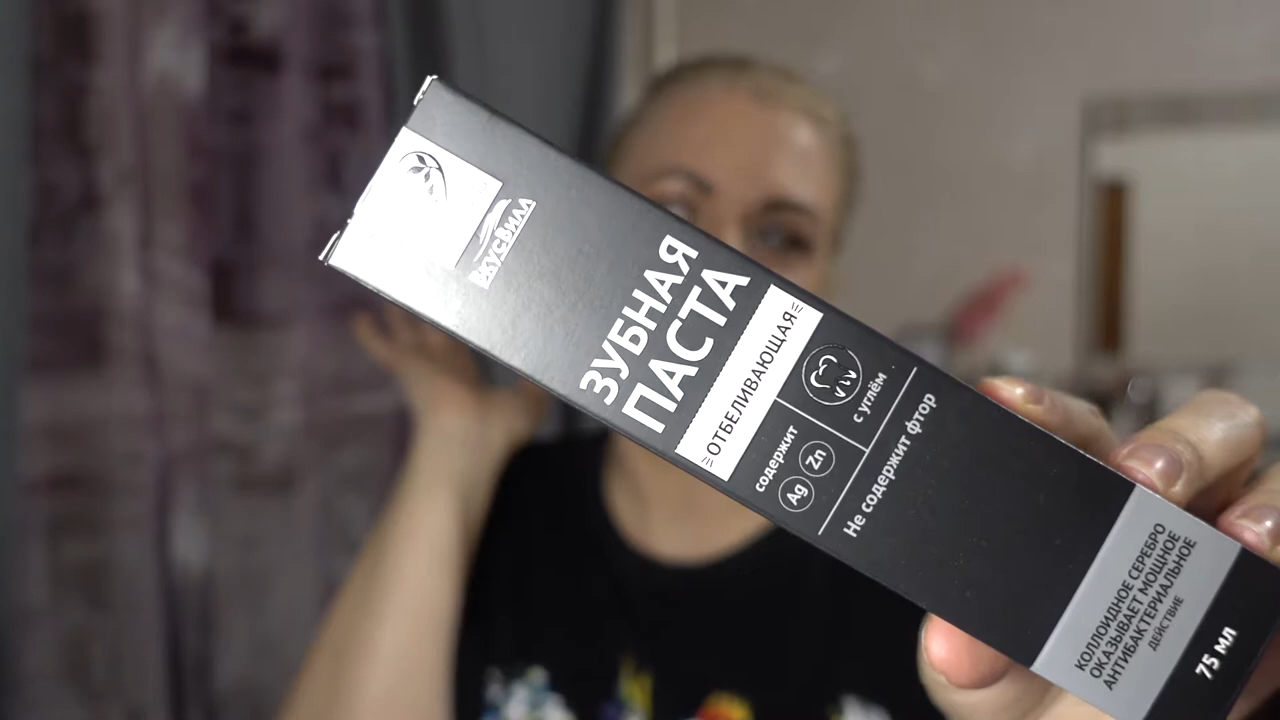 ВКУСВИЛЛ
ЗУБНАЯ
ПАСТА
ОТБЕЛИВАЮЩАЯ
содержит
Ag Zn
с углём
Не содержит фтор
КОЛЛОИДНОЕ СЕРЕБРО
ОКАЗЫВАЕТ МОЩНОЕ
АНТИБАКТЕРИАЛЬНОЕ
ДЕЙСТВИЕ
75 мл